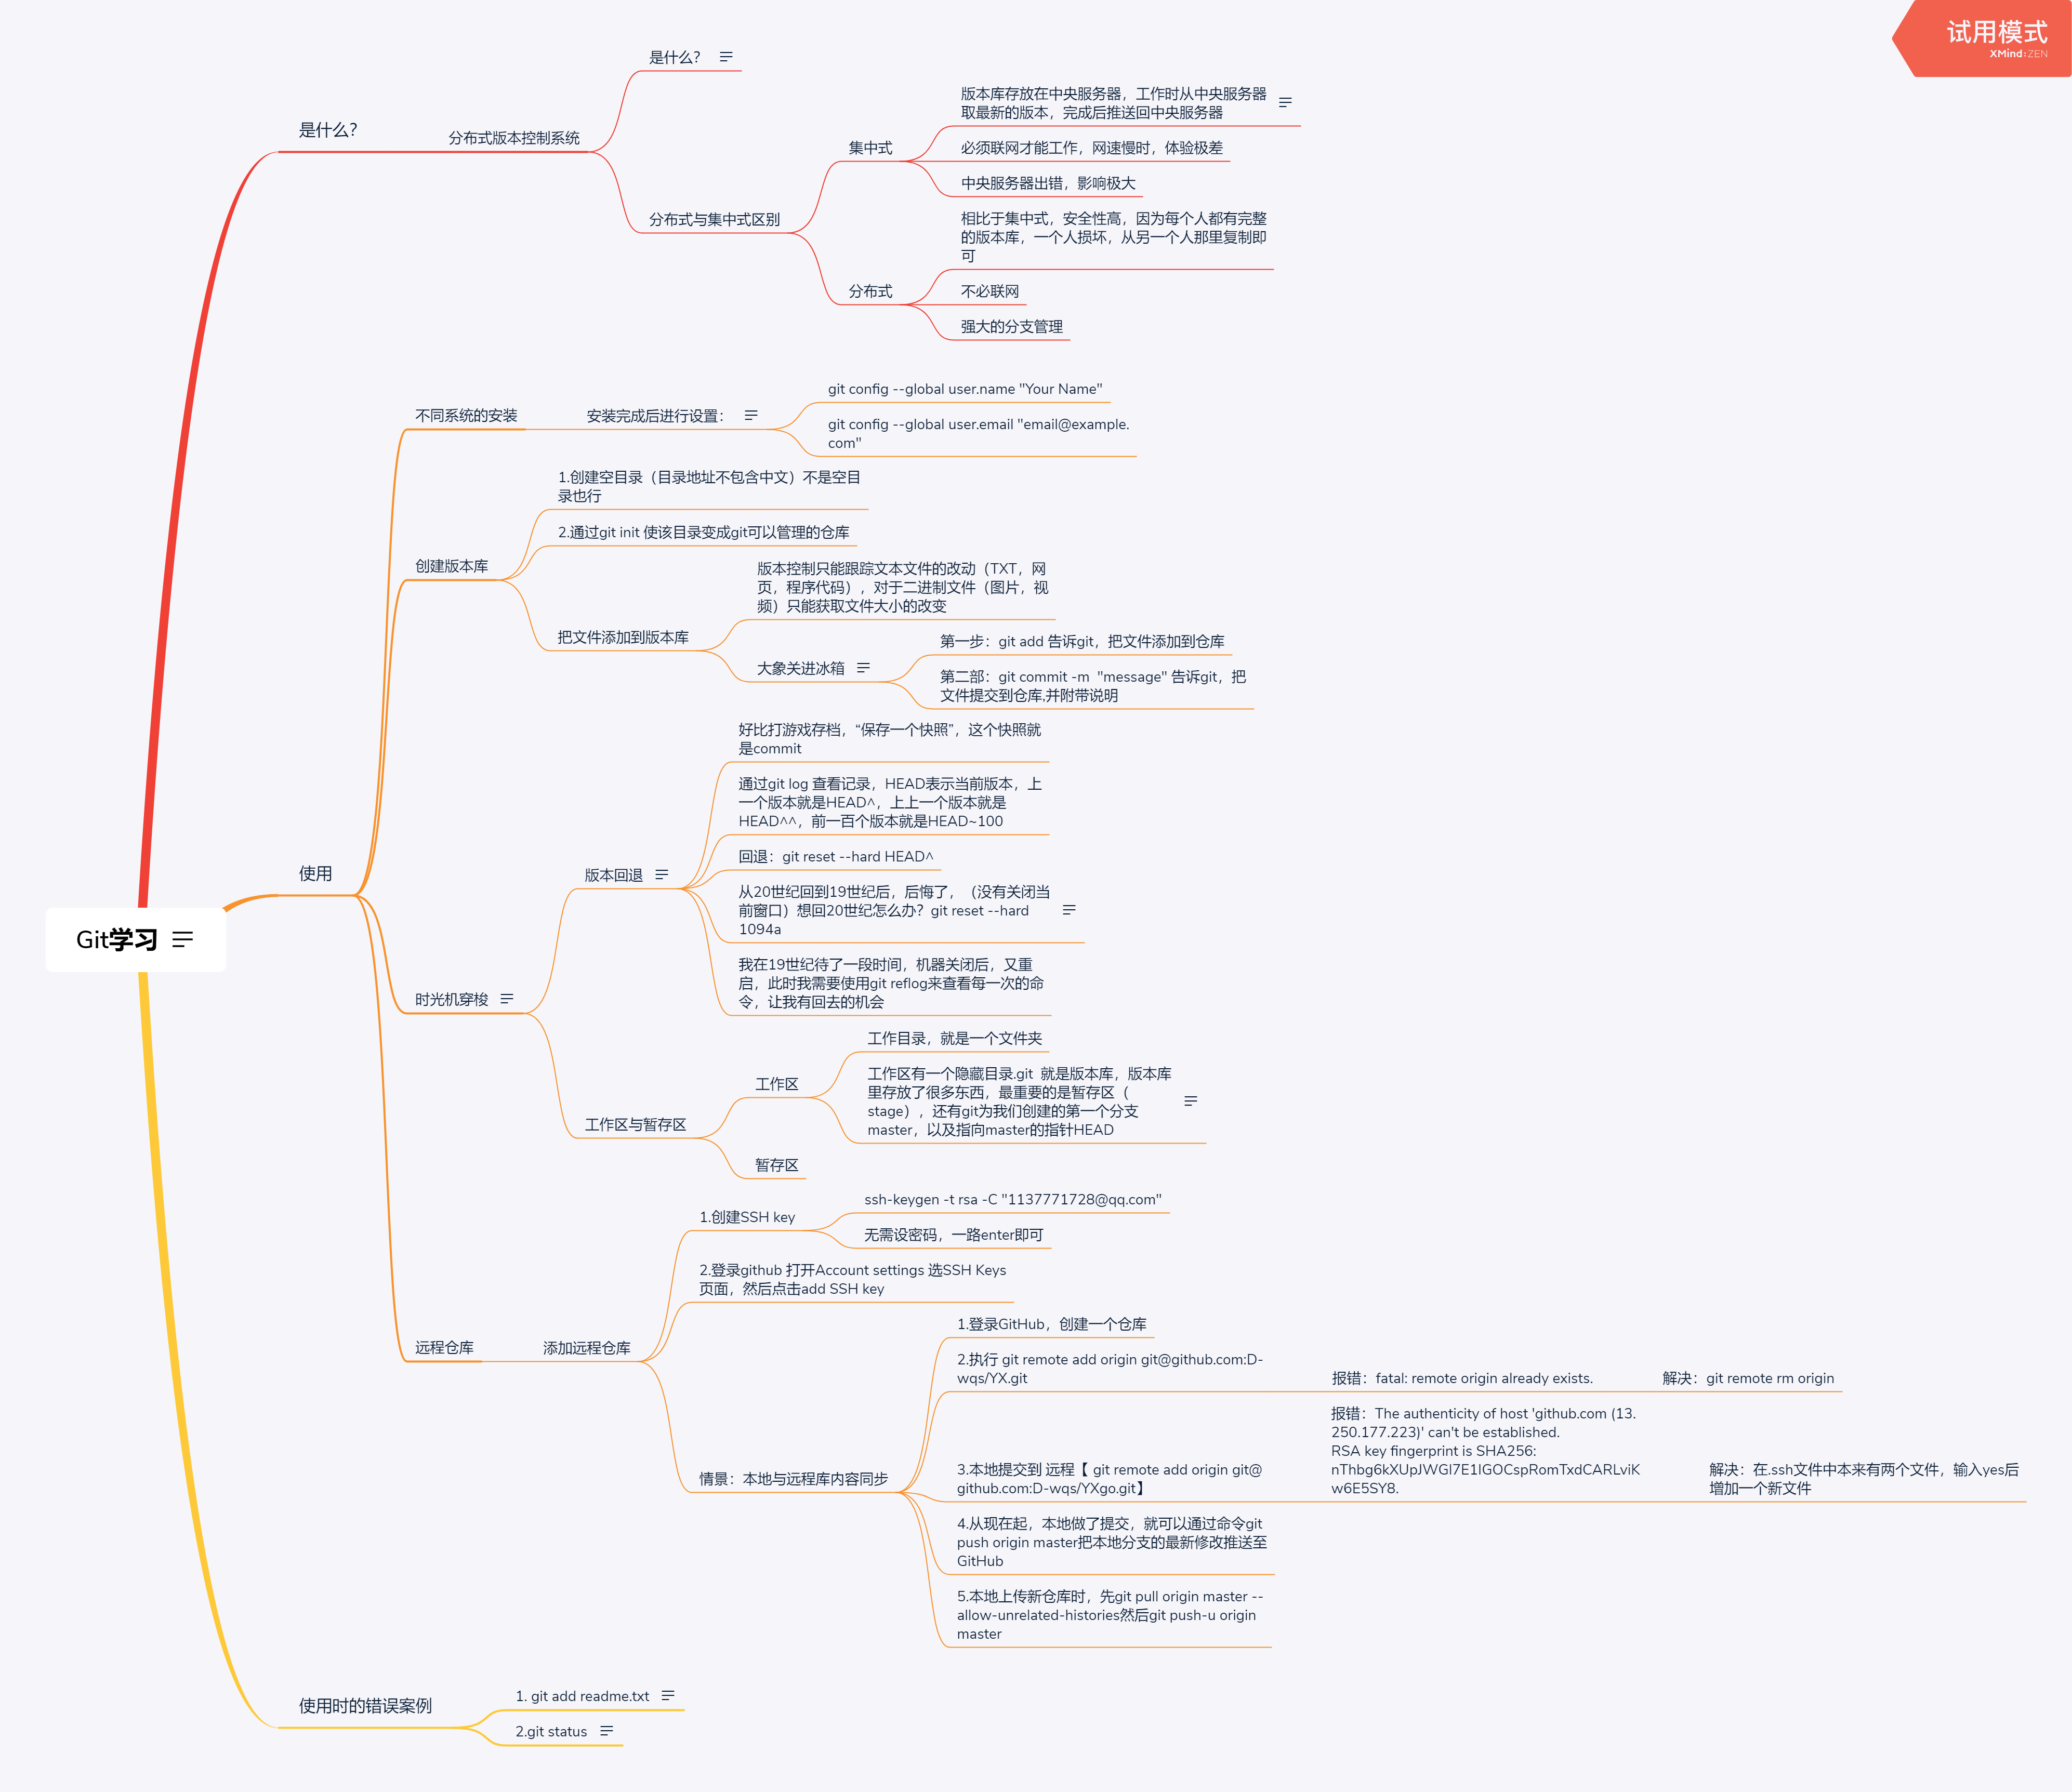 试用模式
XMind:ZEN
是什么？
分布式版本控制系统
是什么？
分布式与集中式区别
集中式
版本库存放在中央服务器，工作时从中央服务器
取最新的版本，完成后推送回中央服务器
必须联网才能工作，网速慢时，体验极差
中央服务器出错，影响极大
分布式
相比于集中式，安全性高，因为每个人都有完整
的版本库，一个人损坏，从另一个人那里复制即
可
不必联网
强大的分支管理
Git学习
使用
不同系统的安装
安装完成后进行设置：
git config --global user.name "Your Name"
git config --global user.email "email@example.
com"
创建版本库
1.创建空目录（目录地址不包含中文）不是空目
录也行
2.通过git init 使该目录变成git可以管理的仓库
把文件添加到版本库
版本控制只能跟踪文本文件的改动（TXT，网
页，程序代码），对于二进制文件（图片，视
频）只能获取文件大小的改变
大象关进冰箱
第一步：git add 告诉git，把文件添加到仓库
第二部：git commit -m  "message" 告诉git，把
文件提交到仓库,并附带说明
时光机穿梭
版本回退
好比打游戏存档，“保存一个快照”，这个快照就
是commit
通过git log 查看记录，HEAD表示当前版本，上
一个版本就是HEAD^，上上一个版本就是
HEAD^^，前一百个版本就是HEAD~100
回退：git reset --hard HEAD^
从20世纪回到19世纪后，后悔了，（没有关闭当
前窗口）想回20世纪怎么办？git reset --hard
1094a
我在19世纪待了一段时间，机器关闭后，又重
启，此时我需要使用git reflog来查看每一次的命
令，让我有回去的机会
工作区与暂存区
工作区
工作目录，就是一个文件夹
工作区有一个隐藏目录.git  就是版本库，版本库
里存放了很多东西，最重要的是暂存区（
stage），还有git为我们创建的第一个分支
master，以及指向master的指针HEAD
暂存区
远程仓库
添加远程仓库
1.创建SSH key
ssh-keygen -t rsa -C "1137771728@qq.com"
无需设密码，一路enter即可
2.登录github 打开Account settings 选SSH Keys
页面，然后点击add SSH key
情景：本地与远程库内容同步
1.登录GitHub，创建一个仓库
2.执行 git remote add origin git@github.com:D-
wqs/YX.git
报错：fatal: remote origin already exists.
解决：git remote rm origin
3.本地提交到 远程【 git remote add origin git@
github.com:D-wqs/YXgo.git】
报错：The authenticity of host 'github.com (13.
250.177.223)' can't be established.
RSA key fingerprint is SHA256:
nThbg6kXUpJWGl7E1IGOCspRomTxdCARLviK
w6E5SY8.
解决：在.ssh文件中本来有两个文件，输入yes后
增加一个新文件
4.从现在起，本地做了提交，就可以通过命令git
push origin master把本地分支的最新修改推送至
GitHub
5.本地上传新仓库时，先git pull origin master --
allow-unrelated-histories然后git push-u origin
master
使用时的错误案例
1. git add readme.txt
2.git status